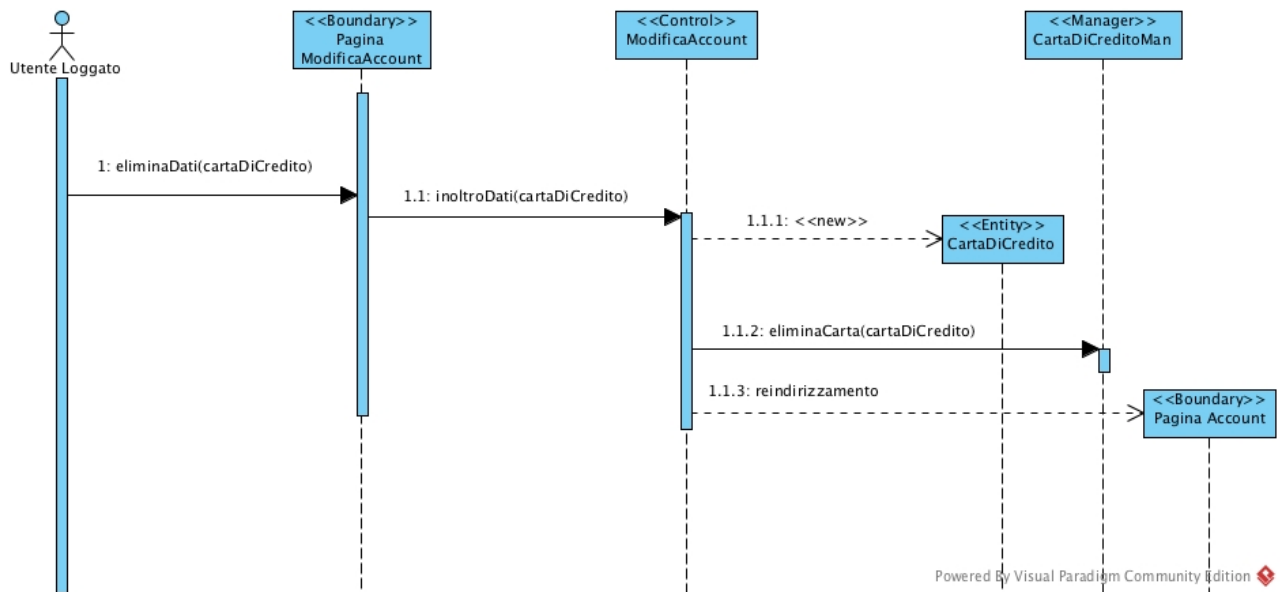 Utente Loggato
<<Boundary>>
Pagina
ModificaAccount
<<Control>>
ModificaAccount
<<Manager>>
CartaDiCreditoMan
1: eliminaDati(cartaDiCredito)
1.1: inoltroDati(cartaDiCredito)
1.1.1: <<new>>
<<Entity>>
CartaDiCredito
1.1.2: eliminaCarta(cartaDiCredito)
1.1.3: reindirizzamento
<<Boundary>>
Pagina Account
Powered By Visual Paradigm Community Edition